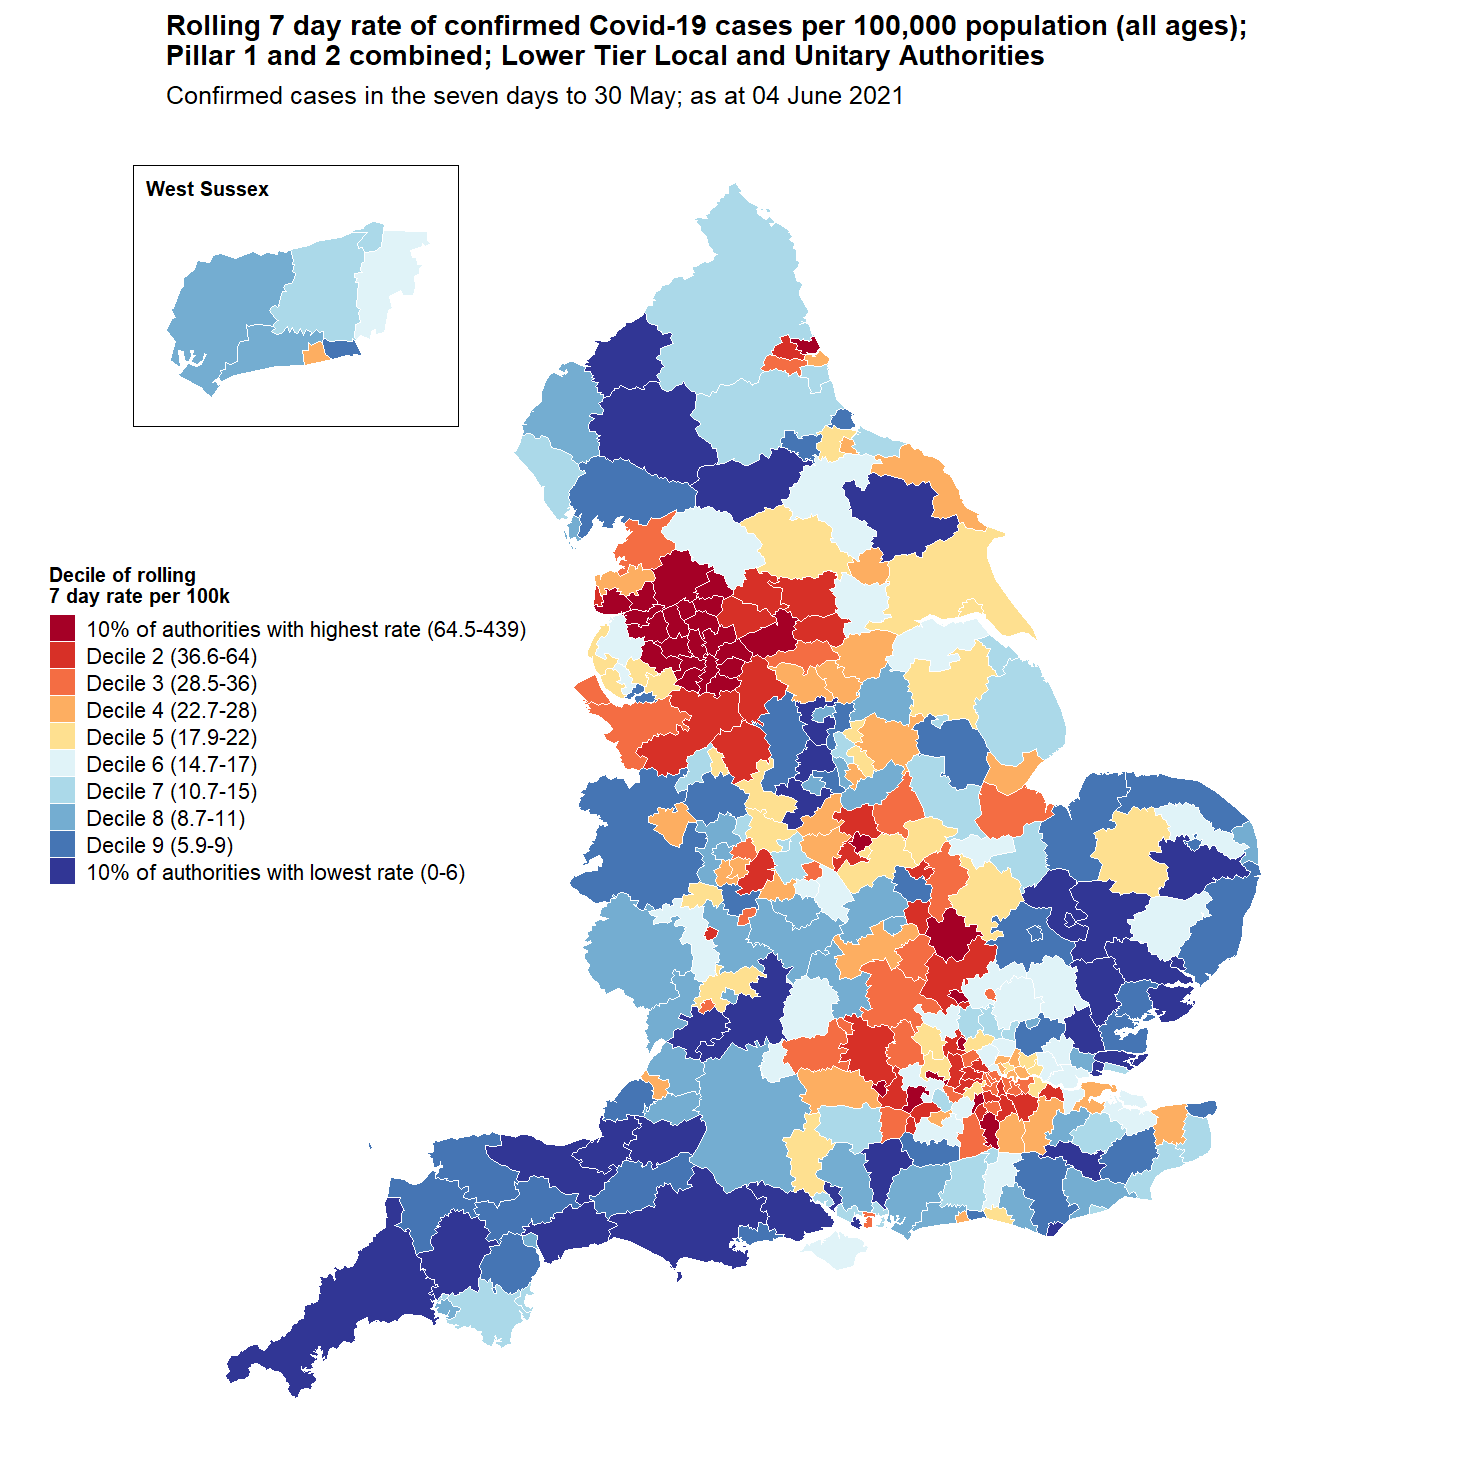 Rolling 7 day rate of confirmed Covid-19 cases per 100,000 population (all ages);
Pillar 1 and 2 combined; Lower Tier Local and Unitary Authorities
Confirmed cases in the seven days to 30 May; as at 04 June 2021
West Sussex
Decile of rolling
7 day rate per 100k
10% of authorities with highest rate (64.5-439)
Decile 2 (36.6-64)
Decile 3 (28.5-36)
Decile 4 (22.7-28)
Decile 5 (17.9-22)
Decile 6 (14.7-17)
Decile 7 (10.7-15)
Decile 8 (8.7-11)
Decile 9 (5.9-9)
10% of authorities with lowest rate (0-6)